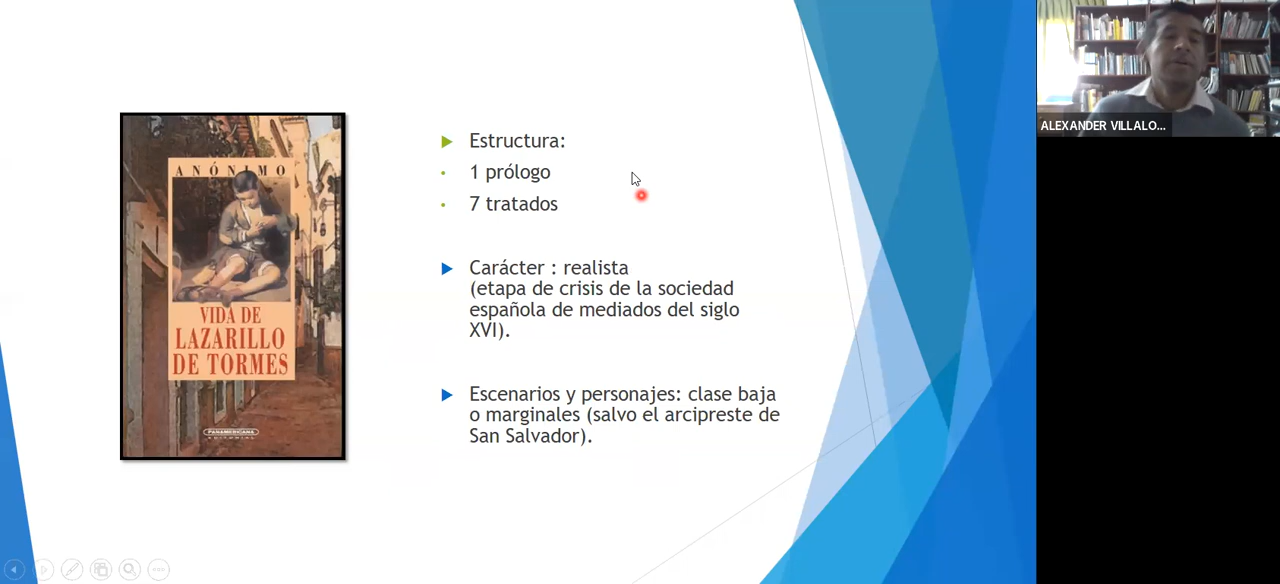 Estructura:
1 prólogo
7 tratados
Carácter : realista
(etapa de crisis de la sociedad
española de mediados del siglo
XVI).
Escenarios y personajes: clase baja
o marginales (salvo el arcipreste de
San Salvador).
ANÓNIMO
VIDA DE
LAZARILLO
DE TORMES
PANAMERICANA
EDITORIAL
ALEXANDER VILLALO...